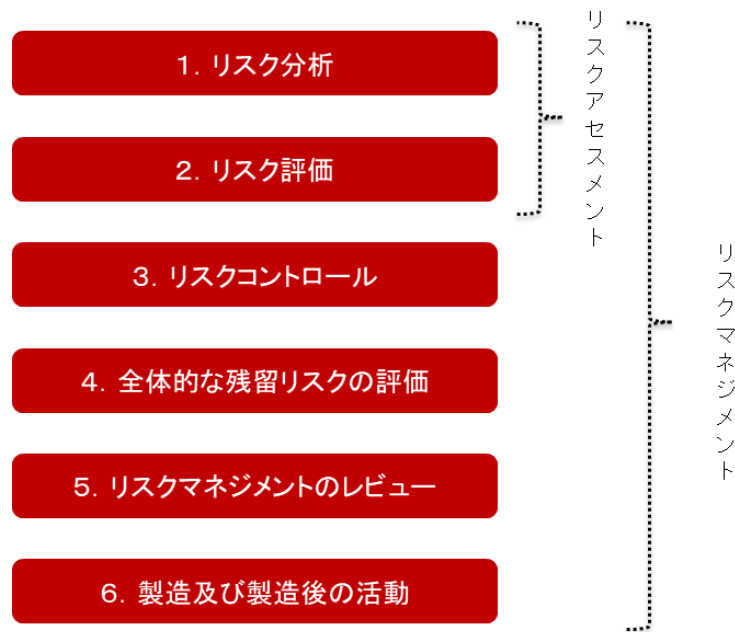 １．リスク分析
２．リスク評価
３．リスクコントロール
４．全体的な残留リスクの評価
５．リスクマネジメントのレビュー
６．製造及び製造後の活動
リスクアセスメント
リスクマネジメント